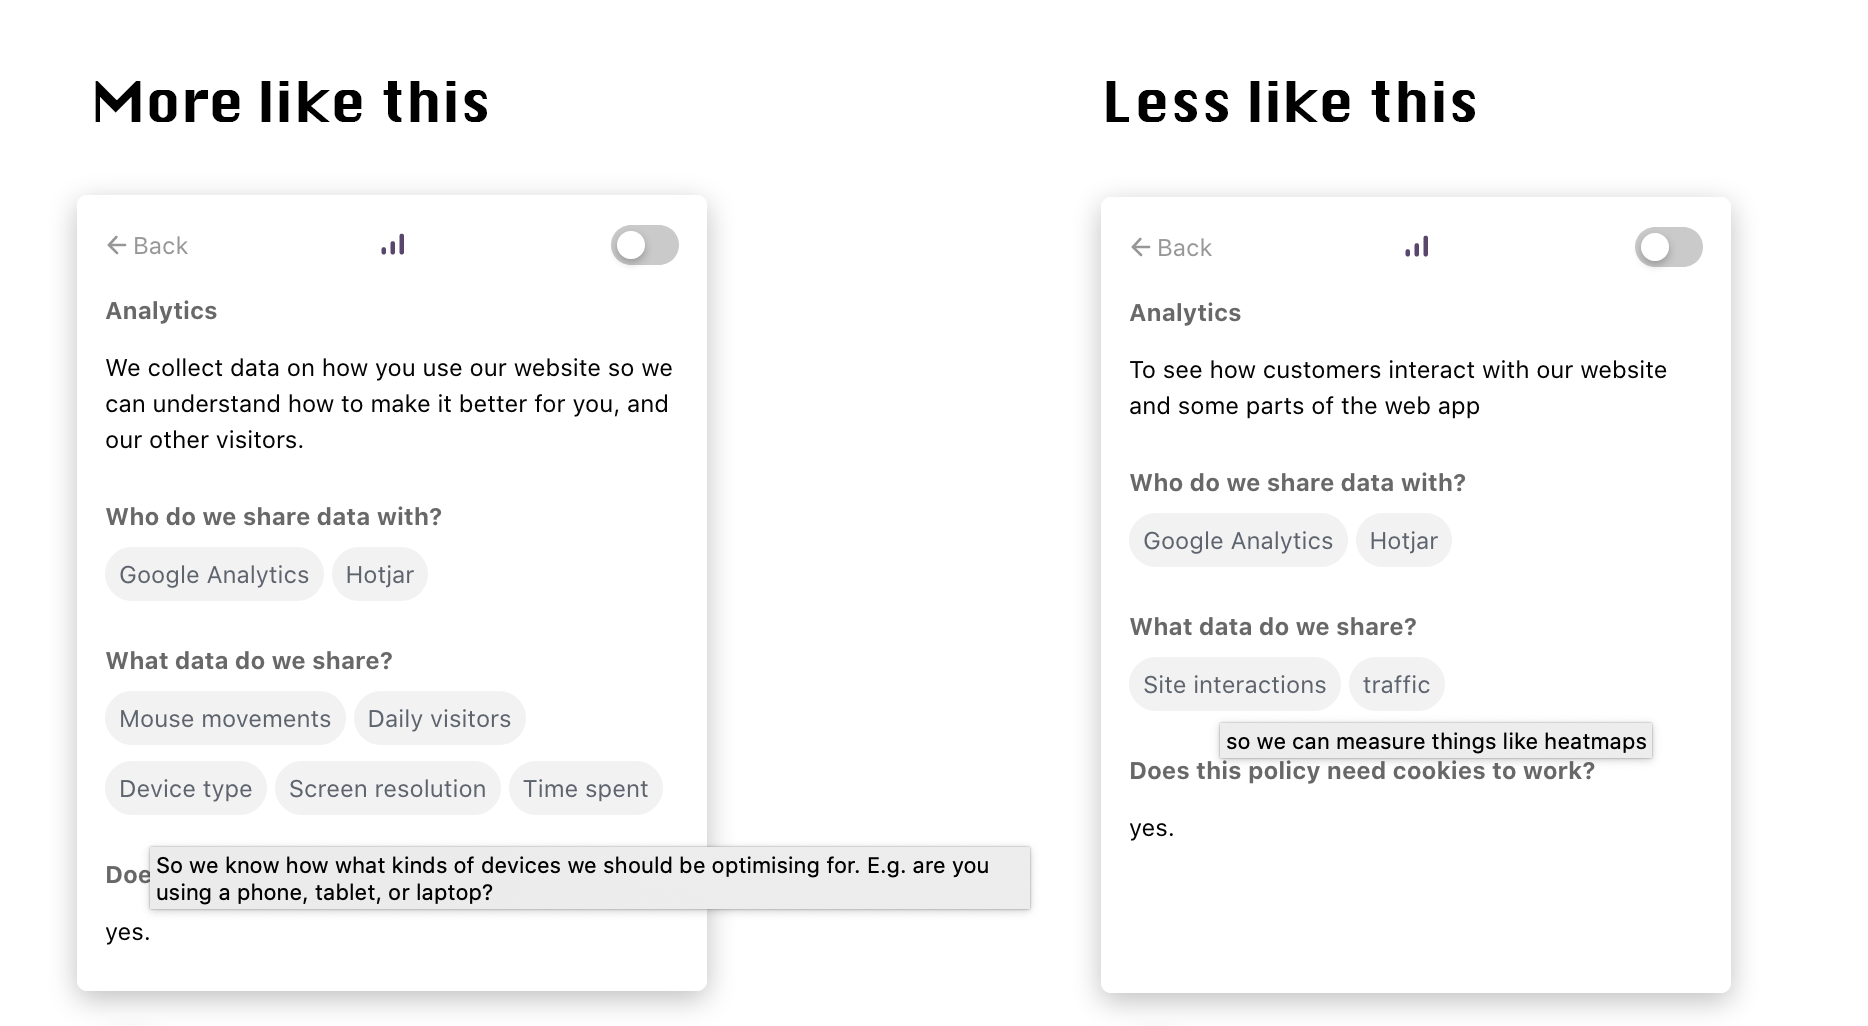 More like this
← Back
Analytics
We collect data on how you use our website so we
can understand how to make it better for you, and
our other visitors.
Who do we share data with?
Google Analytics Hotjar
What data do we share?
Mouse movements Daily visitors
Device type Screen resolution Time spent
Doe
So we know how what kinds of devices we should be optimising for. E.g. are you
using a phone, tablet, or laptop?
yes.
Less like this
← Back
Analytics
To see how customers interact with our website
and some parts of the web app
Who do we share data with?
Google Analytics Hotjar
What data do we share?
Site interactions traffic
so we can measure things like heatmaps
Does this policy need cookies to work?
yes.